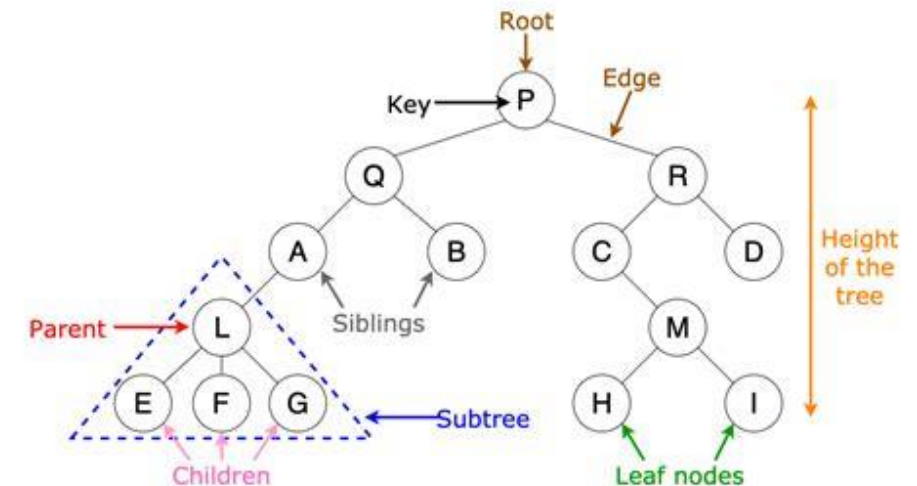 Root
Edge
Key
P
Q
R
A
B
C
D
Height
of the
tree
Siblings
Parent
L
M
E
F
G
H
I
Subtree
Children
Leaf nodes